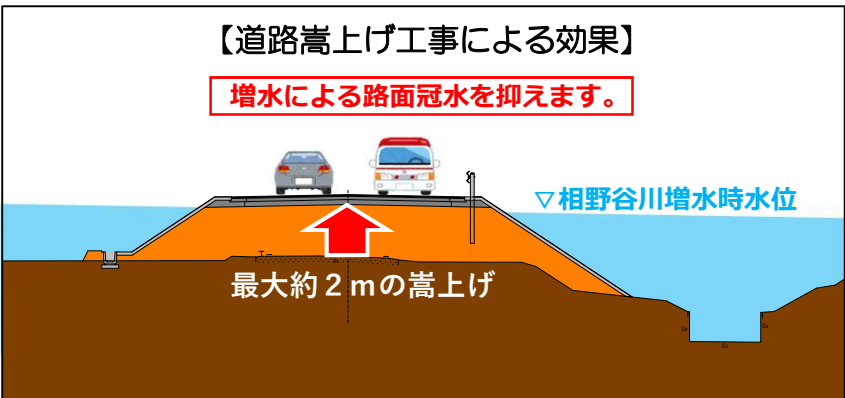 【道路嵩上げ工事による効果】
増水による路面冠水を抑えます。
▽相野谷川増水時水位
最大約２ｍの嵩上げ